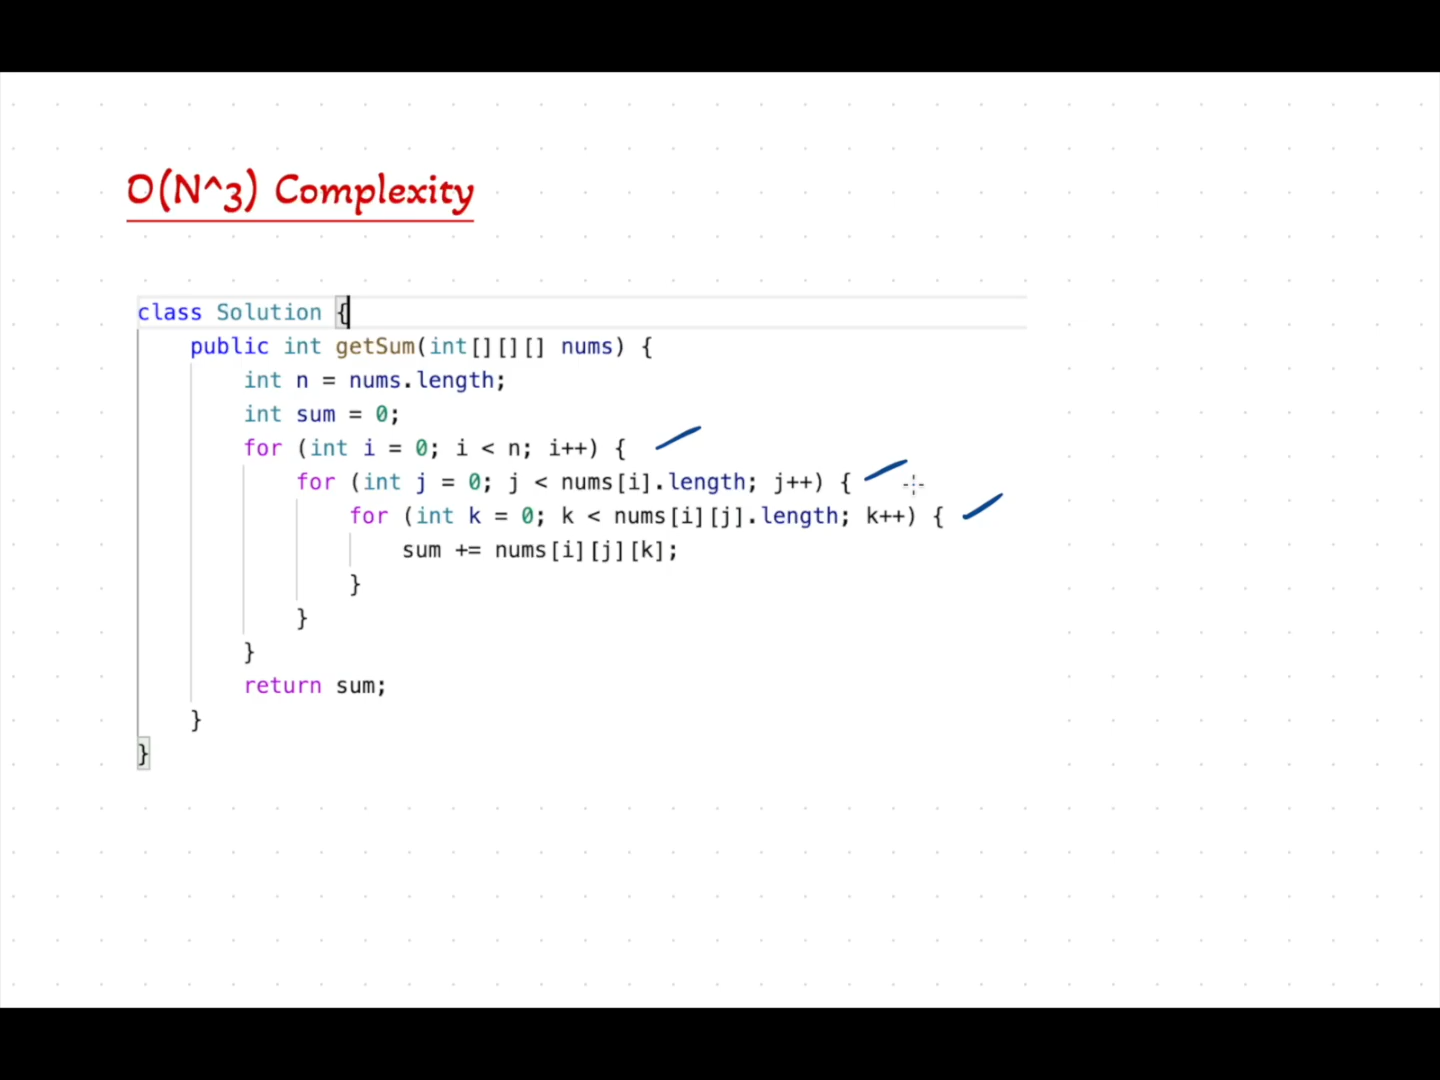 O(N^3) Complexity
class Solution {
public int getSum(int[][][] nums) {
int n = nums.length;
int sum = 0;
for (int i = 0; i < n; i++) {
for (int j = 0; j < nums[i].length; j++) {
for (int k = 0; k < nums[i][j].length; k++) {
sum += nums[i][j][k];
}
}
}
return sum;
}
}